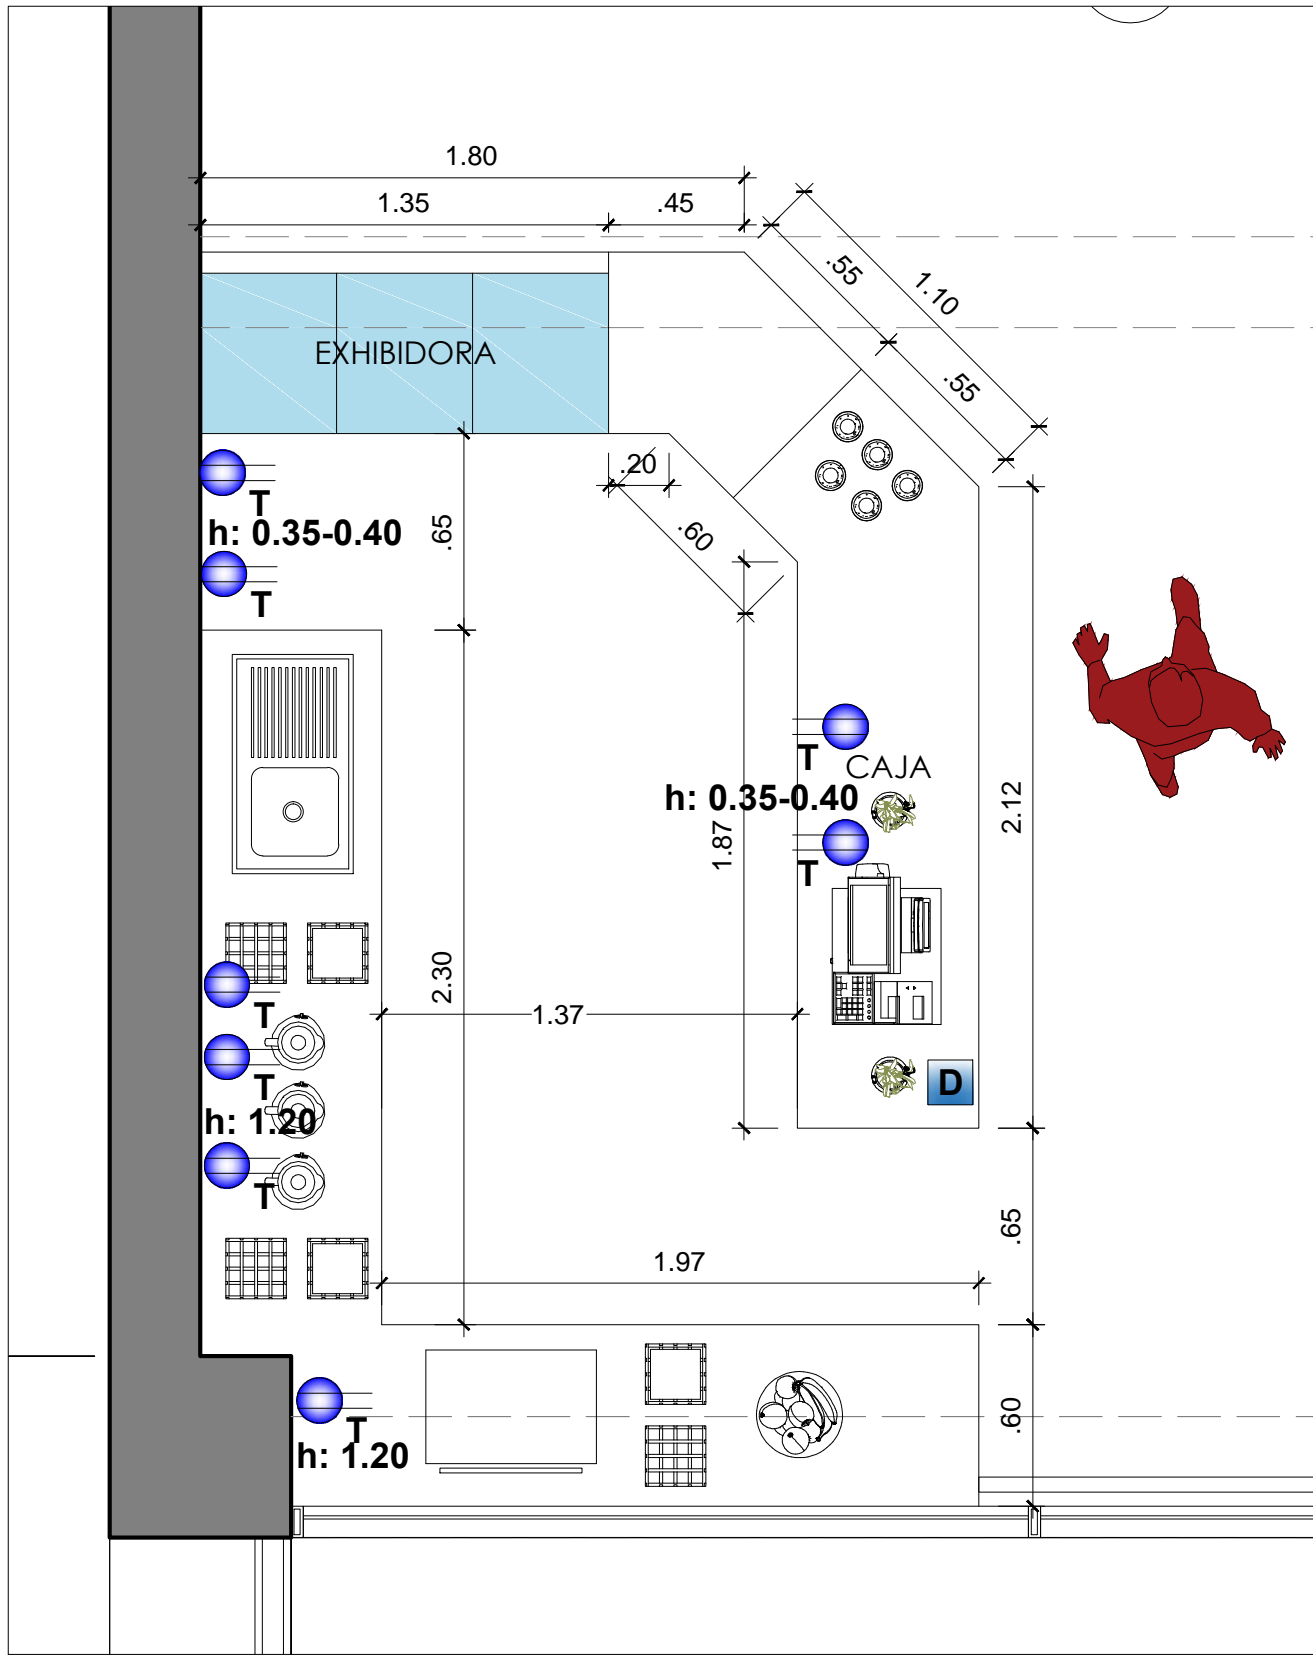 1.80
1.35
.45
.55
1.10
.55
EXHIBIDORA
.20
.60
T
h: 0.35-0.40
.65
T
T
CAJA
h: 0.35-0.40
2.12
1.87
T
2.30
1.37
T
T
D
h: 1.20
T
.65
1.97
.60
T
h: 1.20